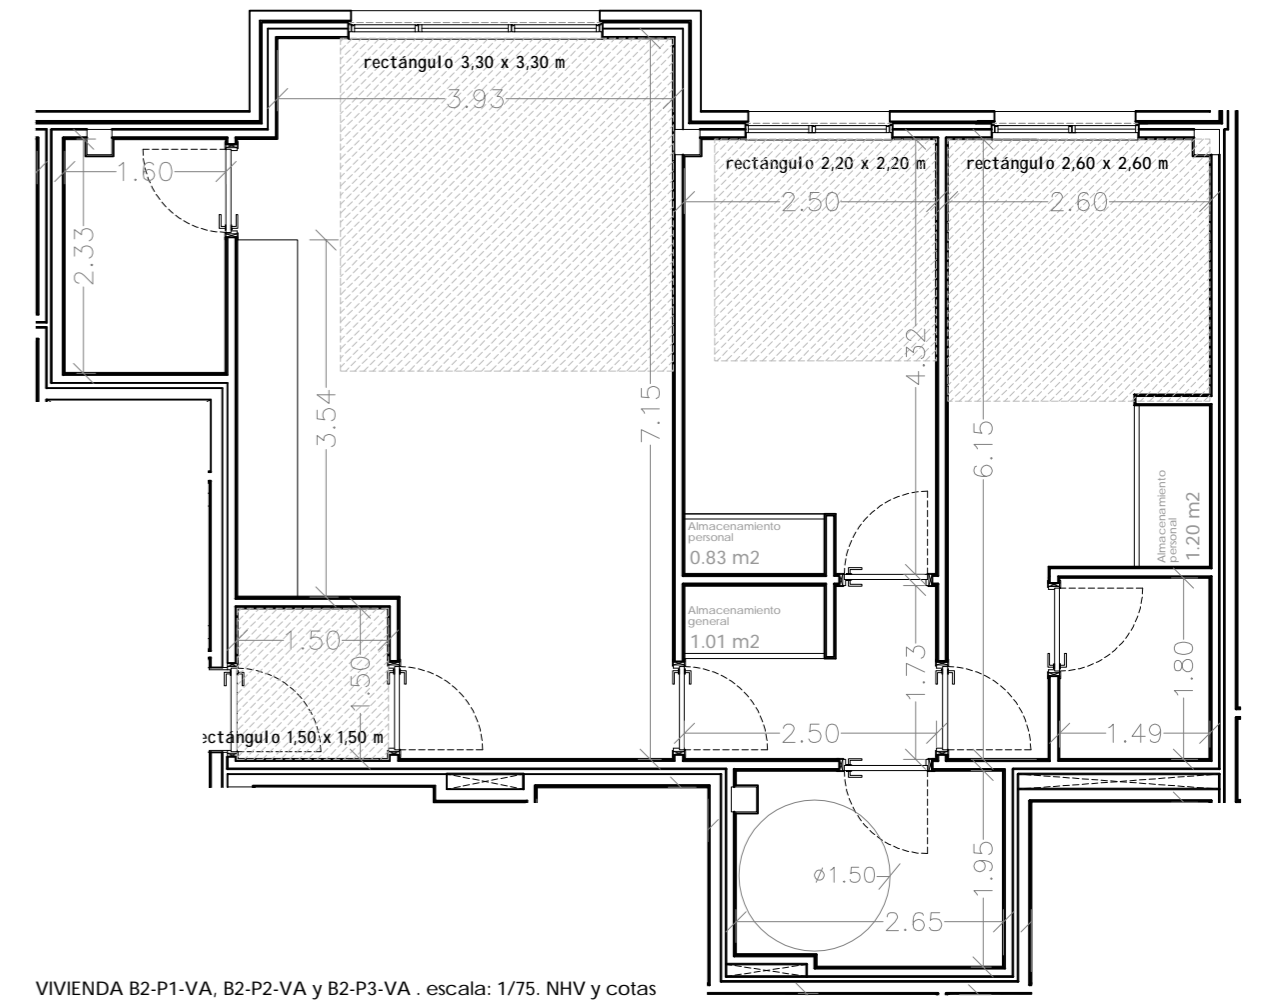 rectángulo 3,30 x 3,30 m
3.93
rectángulo 2,20 x 2,20 m
rectángulo 2,60 x 2,60 m
1.60
2.50
2.60
2.33
4.32
3.54
7.15
6.15
Almacenamiento
personal
1.20 m2
Almacenamiento
personal
0.83 m2
Almacenamiento
general
1.01 m2
1.50
1.50
1.73
1.80
ectángulo 1,50 x 1,50 m
2.50
1.49
ø1.50
1.95
2.65
VIVIENDA B2-P1-VA, B2-P2-VA y B2-P3-VA . escala: 1/75. NHV y cotas